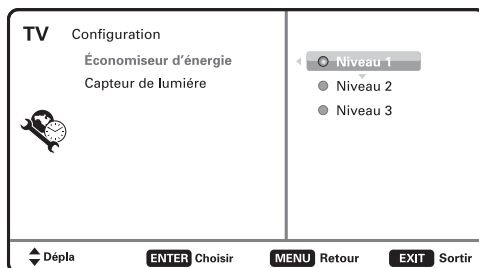 TV Configuration
Économiseur d'énergie
Capteur de lumiére
Niveau 1
Niveau 2
Niveau 3
Dépla ENTER Choisir MENU Retour EXIT Sortir